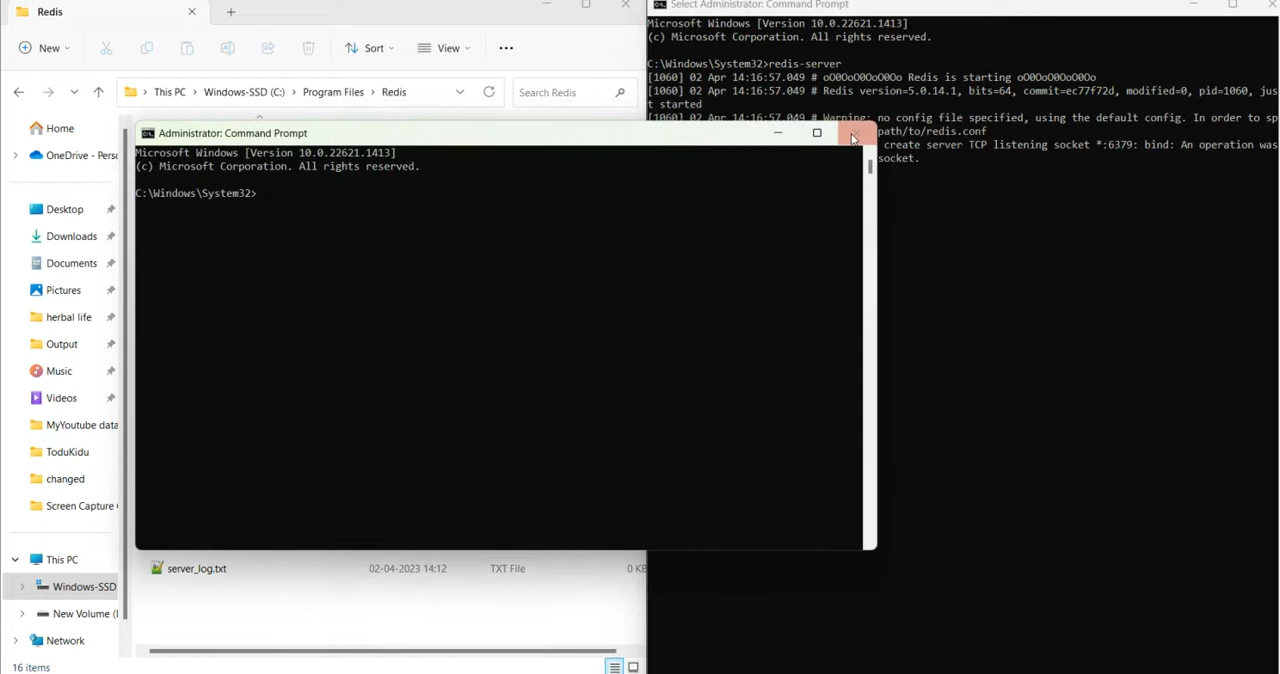 Redis
New
Sort
View
This PC > Windows-SSD (C:) > Program Files > Redis
Search Redis
Home
OneDrive - Perso
Desktop
Downloads
Documents
Pictures
herbal life
Output
Music
Videos
MyYoutube data
ToduKidu
changed
Screen Capture
This PC
Windows-SSD
New Volume (
Network
16 items
server_log.txt 02-04-2023 14:12 TXT File 0 KB
Administrator: Command Prompt
Microsoft Windows [Version 10.0.22621.1413]
(c) Microsoft Corporation. All rights reserved.
C:\Windows\System32>
Select Administrator: Command Prompt
Microsoft Windows [Version 10.0.22621.1413]
(c) Microsoft Corporation. All rights reserved.
C:\Windows\System32>redis-server
[1060] 02 Apr 14:16:57.049 # oO0OoO0OoO0Oo Redis is starting oO0OoO0OoO0Oo
[1060] 02 Apr 14:16:57.049 # Redis version=5.0.14.1, bits=64, commit=ec77f72d, modified=0, pid=1060, jus
t started
[1060] 02 Apr 14:16:57.049 # Warning: no config file specified, using the default config. In order to sp
path/to/redis.conf
create server TCP listening socket *:6379: bind: An operation was
socket.